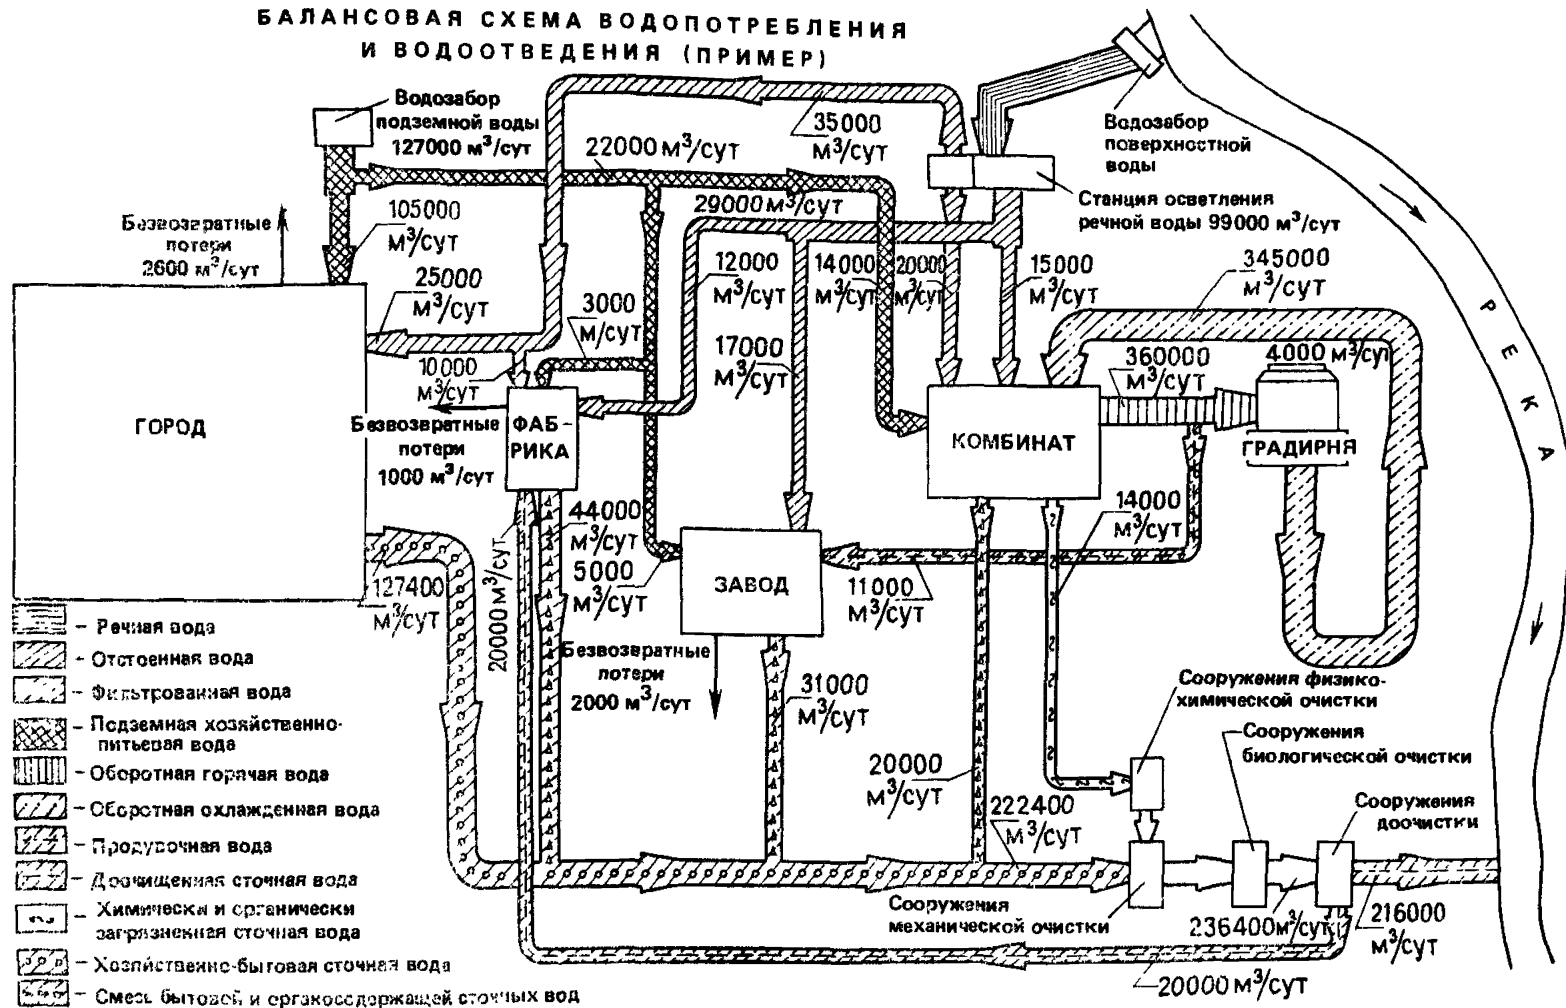 БАЛАНСОВАЯ СХЕМА ВОДОПОТРЕБЛЕНИЯ
И ВОДООТВЕДЕНИЯ (ПРИМЕР)
Водозабор
подземной воды
127000 м³/сут
35000
м³/сут
Водозабор
поверхностной
воды
22000 м³/сут
Станция осветления
речной воды 99000 м³/сут
29000 м³/сут
Безвозвратные
потери
2600 м³/сут
105000
м³/сут
25000
м³/сут
3000
м/сут
12000
м³/сут
14000
м³/сут
20000
м³/сут
15000
м³/сут
345000
м³/сут
10000
м³/сут
17000
м³/сут
360000
м³/сут
4000 м³/сут
РЕКА
ГОРОД
Безвозвратные
потери
1000 м³/сут
ФАБ-
РИКА
КОМБИНАТ
ГРАДИРНЯ
44000
м³/сут
14000
м³/сут
20000 м³/сут
5000
м³/сут
ЗАВОД
11000
м³/сут
127400
м³/сут
Безвозвратные
потери
2000 м³/сут
31000
м³/сут
Сооружения физико-
химической очистки
Сооружения
биологической очистки
20000
м³/сут
222400
м³/сут
Сооружения
доочистки
Сооружения
механической очистки
236400 м³/сут
216000
м³/сут
20000 м³/сут
– Речная вода
– Отстоенная вода
– Фильтрованная вода
– Подземная хозяйственно-
питьевая вода
– Оборотная горячая вода
– Оборотная охлажденная вода
– Продувочная вода
– Доочищенная сточная вода
– Химически и органически
загрязненная сточная вода
– Хозяйственно-бытовая сточная вода
– Смесь бытовой и органосодержащей сточных вод